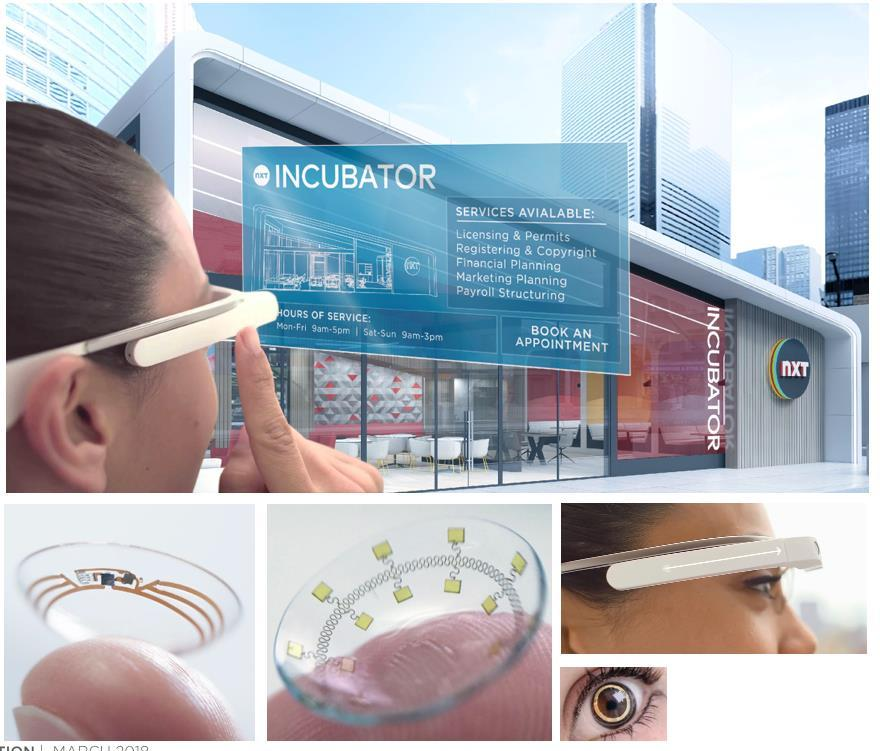 nxt INCUBATOR
SERVICES AVIALABLE:
Licensing & Permits
Registering & Copyright
Financial Planning
Marketing Planning
Payroll Structuring
nxt
HOURS OF SERVICE:
Mon-Fri 9am-5pm | Sat-Sun 9am-3pm
BOOK AN
APPOINTMENT
INCUBATOR
INCUBATOR
nxt
TION | MARCH 2018